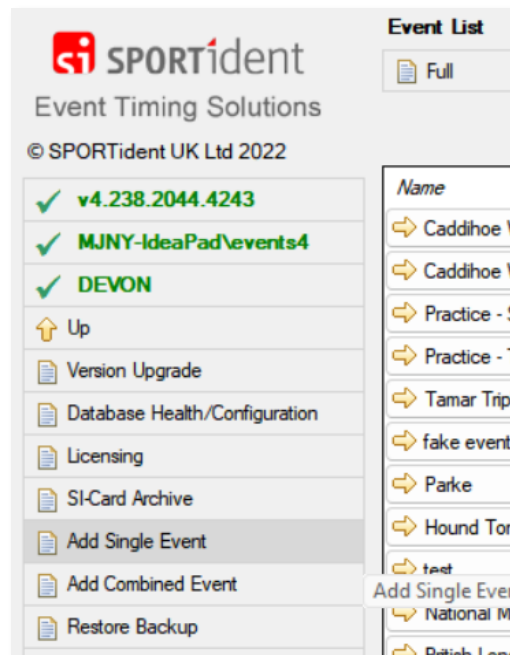 si SPORTident
Event Timing Solutions
© SPORTident UK Ltd 2022
v4.238.2044.4243
MJNY-IdeaPad\events4
DEVON
Up
Version Upgrade
Database Health/Configuration
Licensing
SI-Card Archive
Add Single Event
Add Combined Event
Restore Backup
Event List
Full
Name
Caddihoe
Caddihoe
Practice -
Practice -
Tamar Trip
fake event
Parke
Hound Tor
test
Add Single
National
British